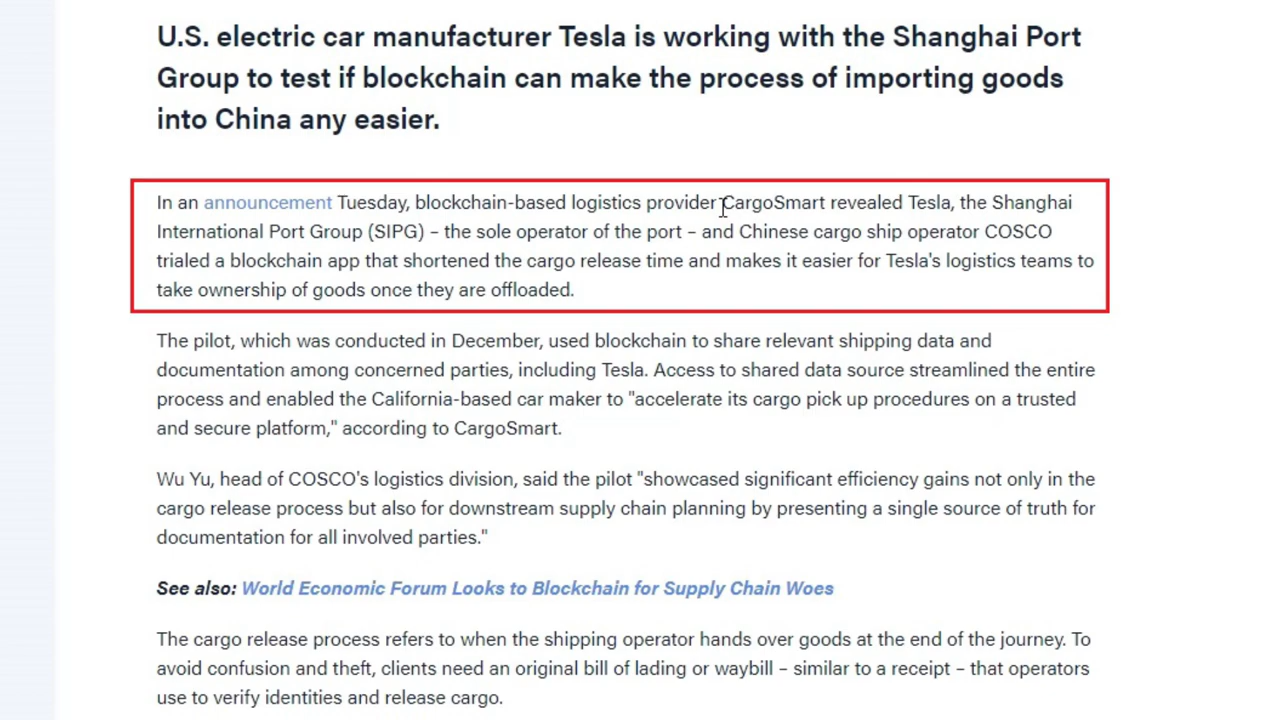 U.S. electric car manufacturer Tesla is working with the Shanghai Port
Group to test if blockchain can make the process of importing goods
into China any easier.
In an announcement Tuesday, blockchain-based logistics provider CargoSmart revealed Tesla, the Shanghai
International Port Group (SIPG) – the sole operator of the port – and Chinese cargo ship operator COSCO
trialed a blockchain app that shortened the cargo release time and makes it easier for Tesla's logistics teams to
take ownership of goods once they are offloaded.
The pilot, which was conducted in December, used blockchain to share relevant shipping data and
documentation among concerned parties, including Tesla. Access to shared data source streamlined the entire
process and enabled the California-based car maker to "accelerate its cargo pick up procedures on a trusted
and secure platform," according to CargoSmart.
Wu Yu, head of COSCO's logistics division, said the pilot "showcased significant efficiency gains not only in the
cargo release process but also for downstream supply chain planning by presenting a single source of truth for
documentation for all involved parties."
See also: World Economic Forum Looks to Blockchain for Supply Chain Woes
The cargo release process refers to when the shipping operator hands over goods at the end of the journey. To
avoid confusion and theft, clients need an original bill of lading or waybill – similar to a receipt – that operators
use to verify identities and release cargo.